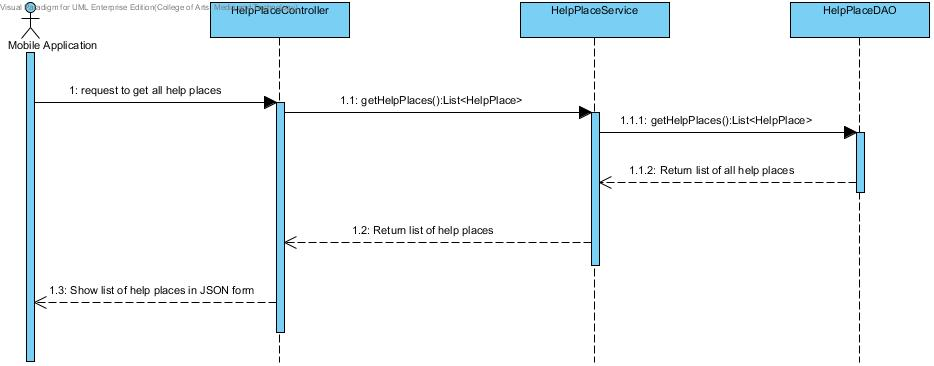 Visual Paradigm for UML Enterprise Edition(College of Arts, Media
HelpPlaceController
HelpPlaceService
HelpPlaceDAO
Mobile Application
1: request to get all help places
1.1: getHelpPlaces():List<HelpPlace>
1.1.1: getHelpPlaces():List<HelpPlace>
1.1.2: Return list of all help places
1.2: Return list of help places
1.3: Show list of help places in JSON form